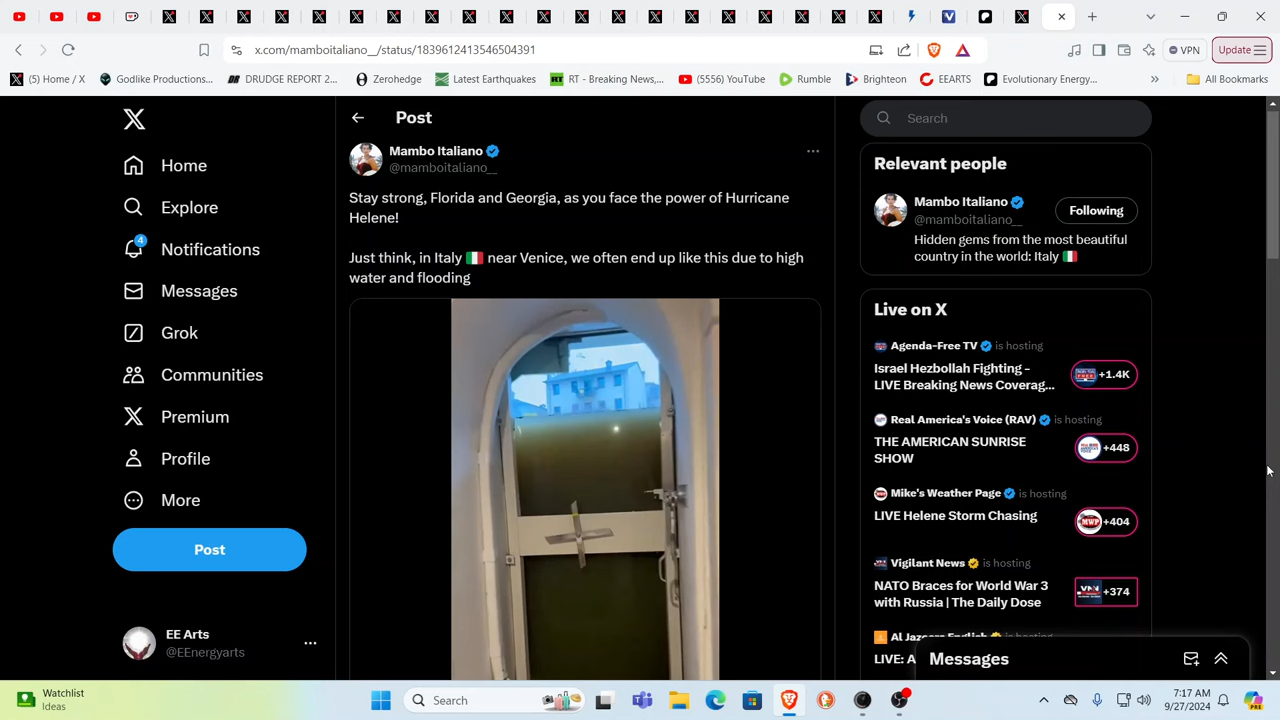 x.com/mamboitaliano__/status/1839612413546504391
VPN
Update
(5) Home / X
Godlike Productions...
DRUDGE REPORT 2...
Zerohedge
Latest Earthquakes
RT - Breaking News,...
(5555) YouTube
Rumble
Brighteon
EEARTS
Evolutionary Energy...
All Bookmarks
Home
Explore
4
Notifications
Messages
Grok
Communities
Premium
Profile
More
Post
EE Arts
@EEnergyarts
Post
Mambo Italiano
@mamboitaliano__
Stay strong, Florida and Georgia, as you face the power of Hurricane
Helene!
Just think, in Italy 🇮🇹 near Venice, we often end up like this due to high
water and flooding
Search
Relevant people
Mambo Italiano
@mamboitaliano__
Following
Hidden gems from the most beautiful
country in the world: Italy 🇮🇹
Live on X
Agenda-Free TV is hosting
Israel Hezbollah Fighting -
LIVE Breaking News Coverag...
+1.4K
Real America's Voice (RAV) is hosting
THE AMERICAN SUNRISE
SHOW
+448
Mike's Weather Page is hosting
LIVE Helene Storm Chasing
MWP
+404
Vigilant News is hosting
NATO Braces for World War 3
with Russia | The Daily Dose
+374
LIVE: A
Messages
Watchlist
Ideas
Search
7:17 AM
9/27/2024